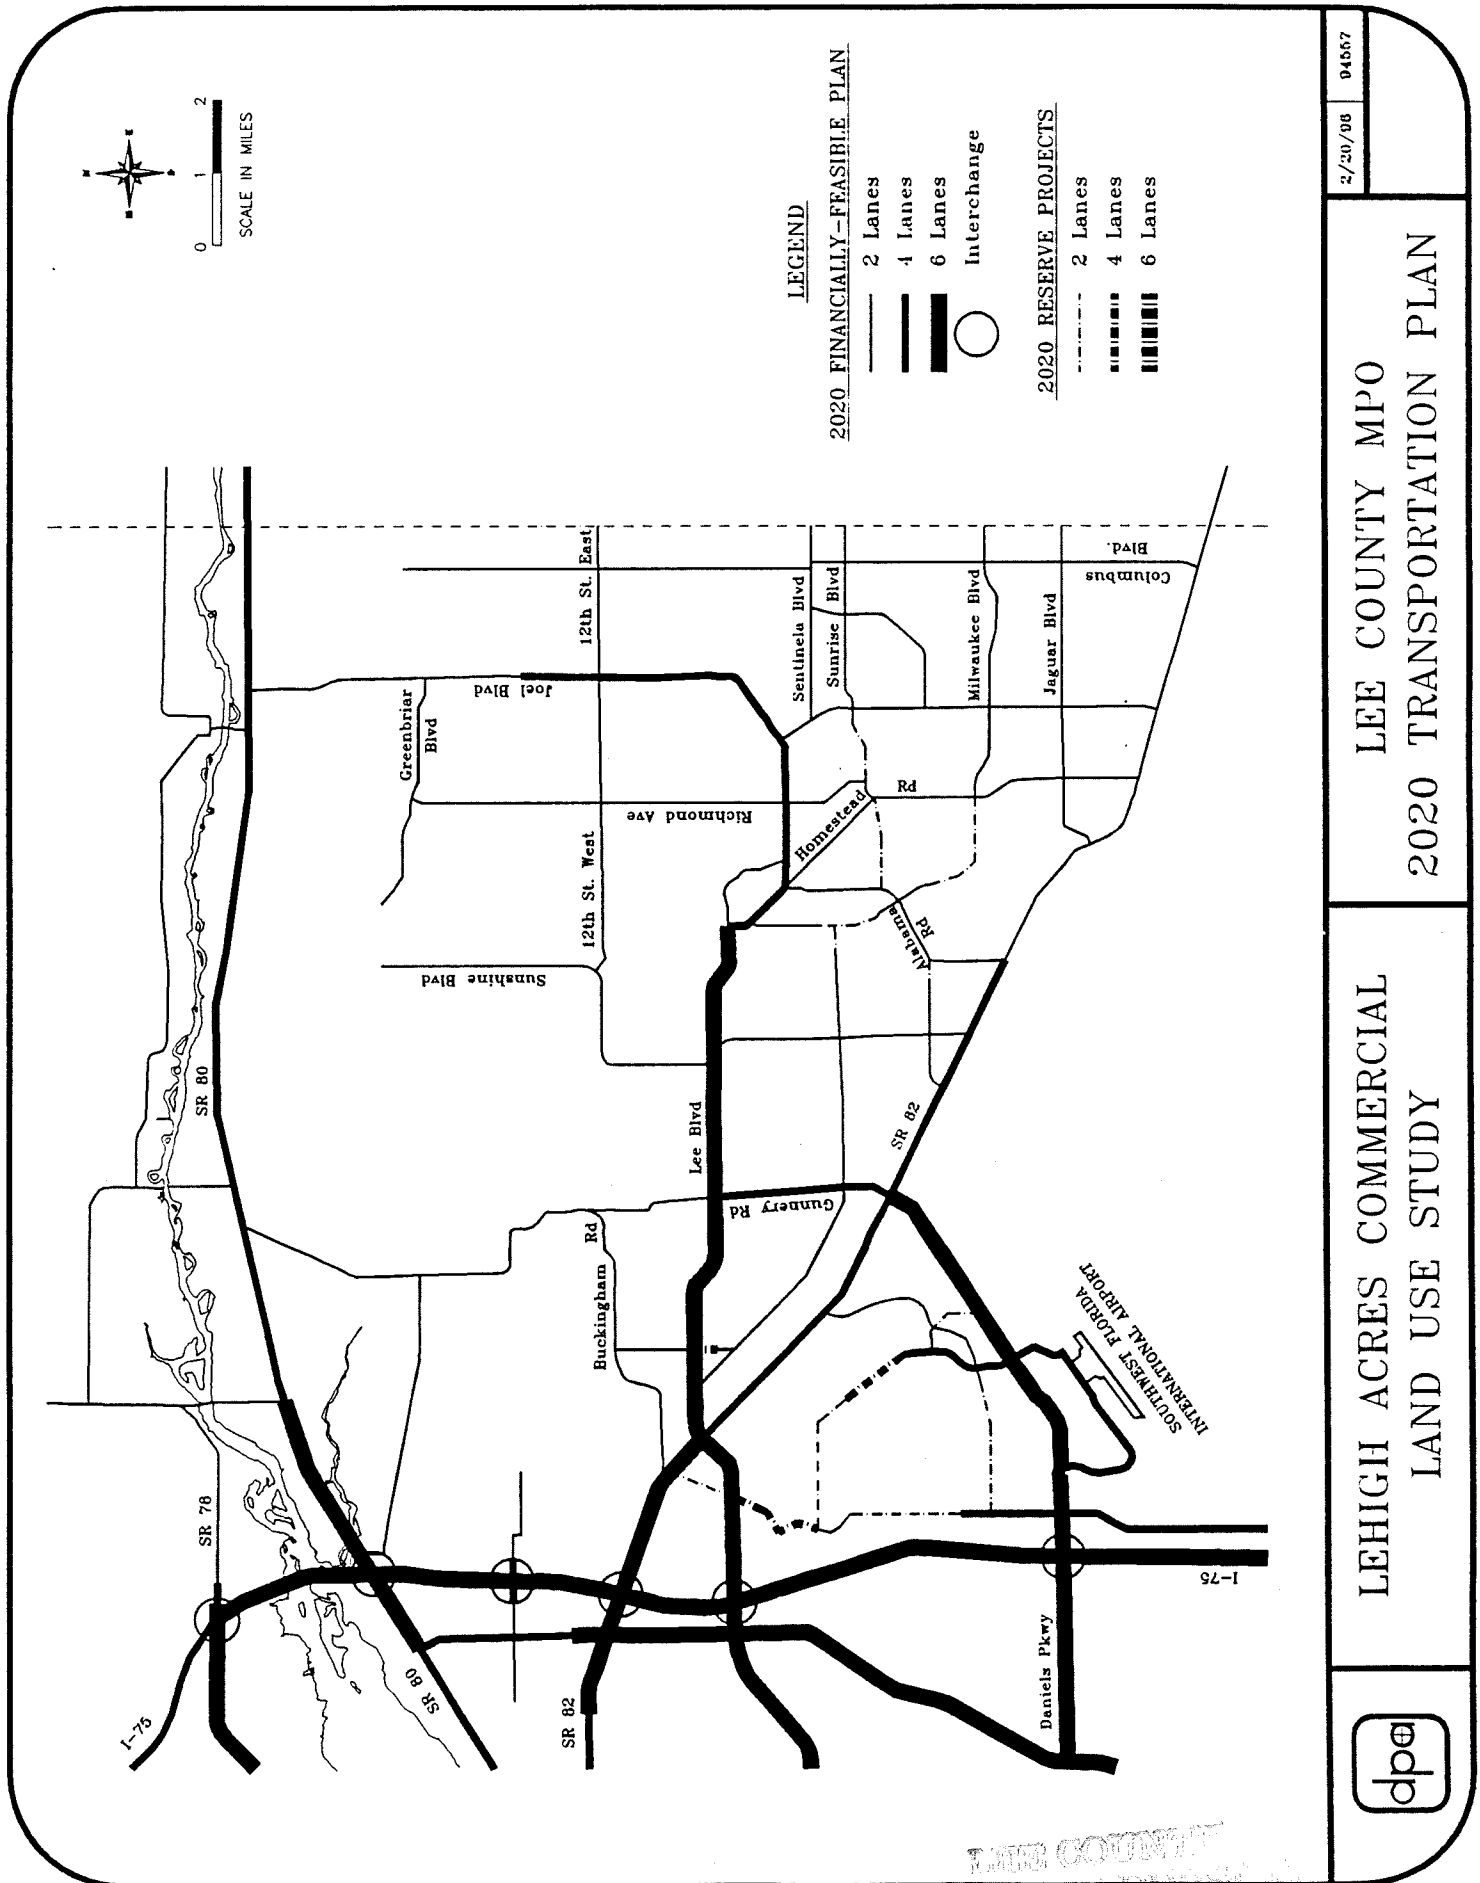 0 1 2
SCALE IN MILES
LEGEND
2020 FINANCIALLY-FEASIBLE PLAN
2 Lanes
4 Lanes
6 Lanes
Interchange
2020 RESERVE PROJECTS
2 Lanes
4 Lanes
6 Lanes
I-75
SR 78
SR 80
SR 80
SR 82
SR 82
Sunshine Blvd
Greenbriar
Blvd
Joel Blvd
12th St. West
12th St. East
Richmond Ave
Buckingham
Rd
Lee Blvd
Gunnery Rd
Homestead
Rd
Alabama
Rd
Sentinela Blvd
Sunrise Blvd
Milwaukee Blvd
Jaguar Blvd
Columbus
Blvd.
I-75
Daniels Pkwy
SOUTHWEST FLORIDA
INTERNATIONAL AIRPORT
dpa
LEHIGH ACRES COMMERCIAL
LAND USE STUDY
LEE COUNTY MPO
2020 TRANSPORTATION PLAN
2/20/98
94557
LEE COUNTY